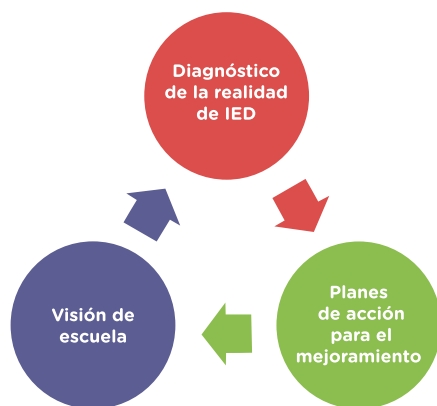 Diagnóstico
de la realidad
de IED
Planes
de acción
para el
mejoramiento
Visión de
escuela